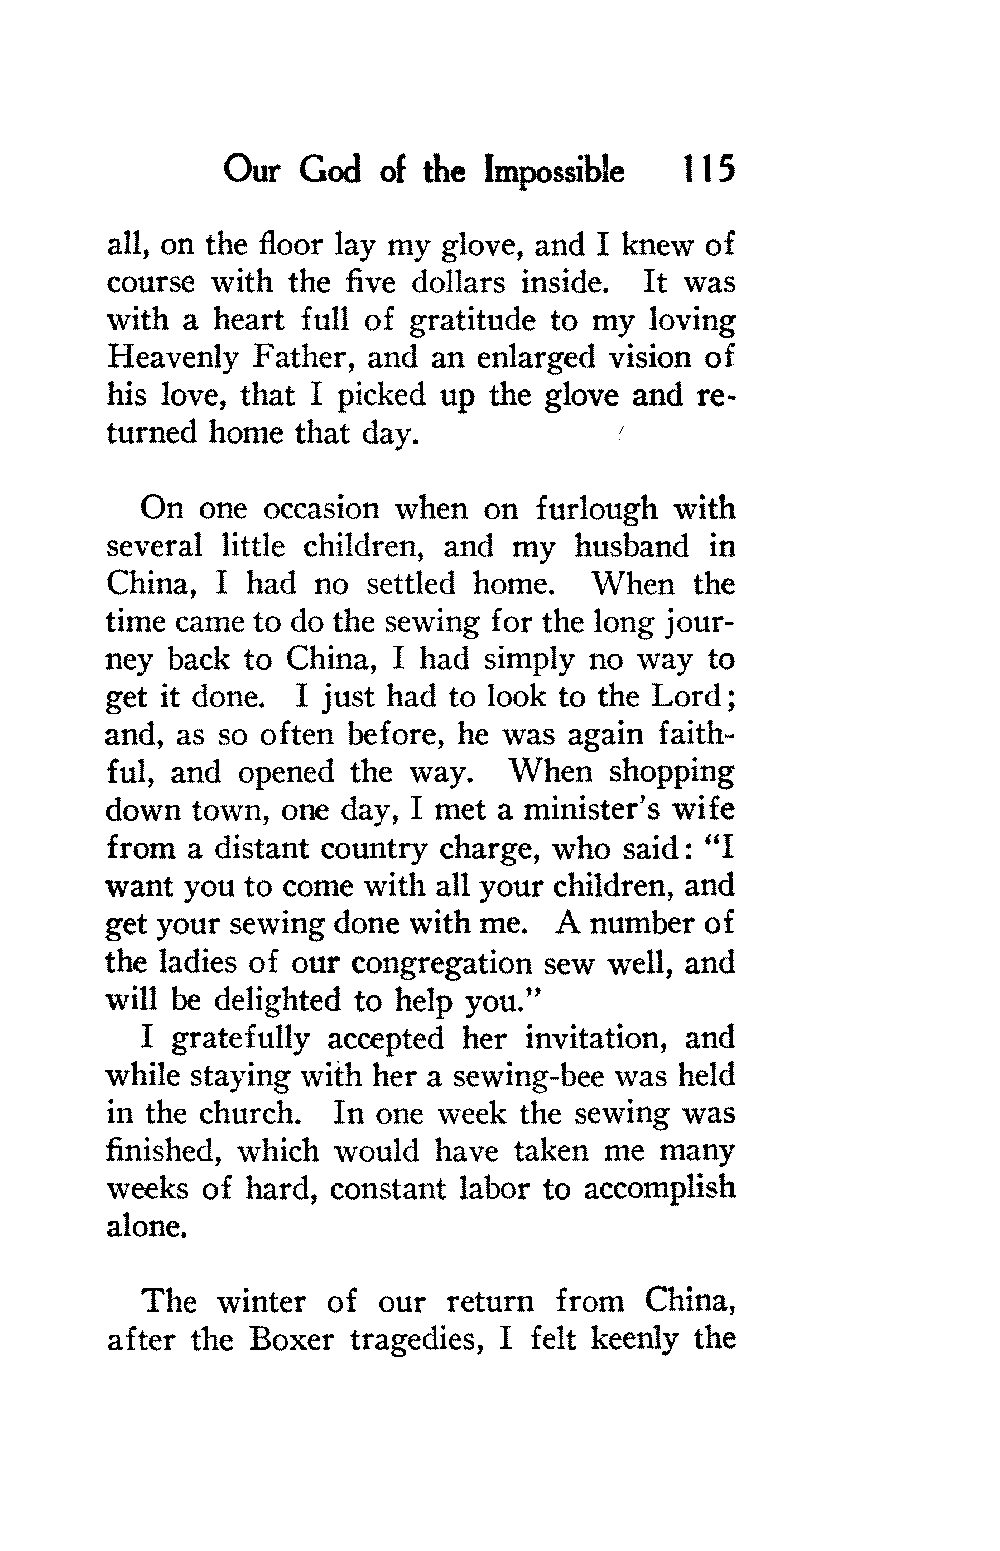 Our God of the Impossible 115
all, on the floor lay my glove, and I knew of
course with the five dollars inside. It was
with a heart full of gratitude to my loving
Heavenly Father, and an enlarged vision of
his love, that I picked up the glove and re-
turned home that day.
On one occasion when on furlough with
several little children, and my husband in
China, I had no settled home. When the
time came to do the sewing for the long jour-
ney back to China, I had simply no way to
get it done. I just had to look to the Lord;
and, as so often before, he was again faith-
ful, and opened the way. When shopping
down town, one day, I met a minister's wife
from a distant country charge, who said: "I
want you to come with all your children, and
get your sewing done with me. A number of
the ladies of our congregation sew well, and
will be delighted to help you."
I gratefully accepted her invitation, and
while staying with her a sewing-bee was held
in the church. In one week the sewing was
finished, which would have taken me many
weeks of hard, constant labor to accomplish
alone.
The winter of our return from China,
after the Boxer tragedies, I felt keenly the